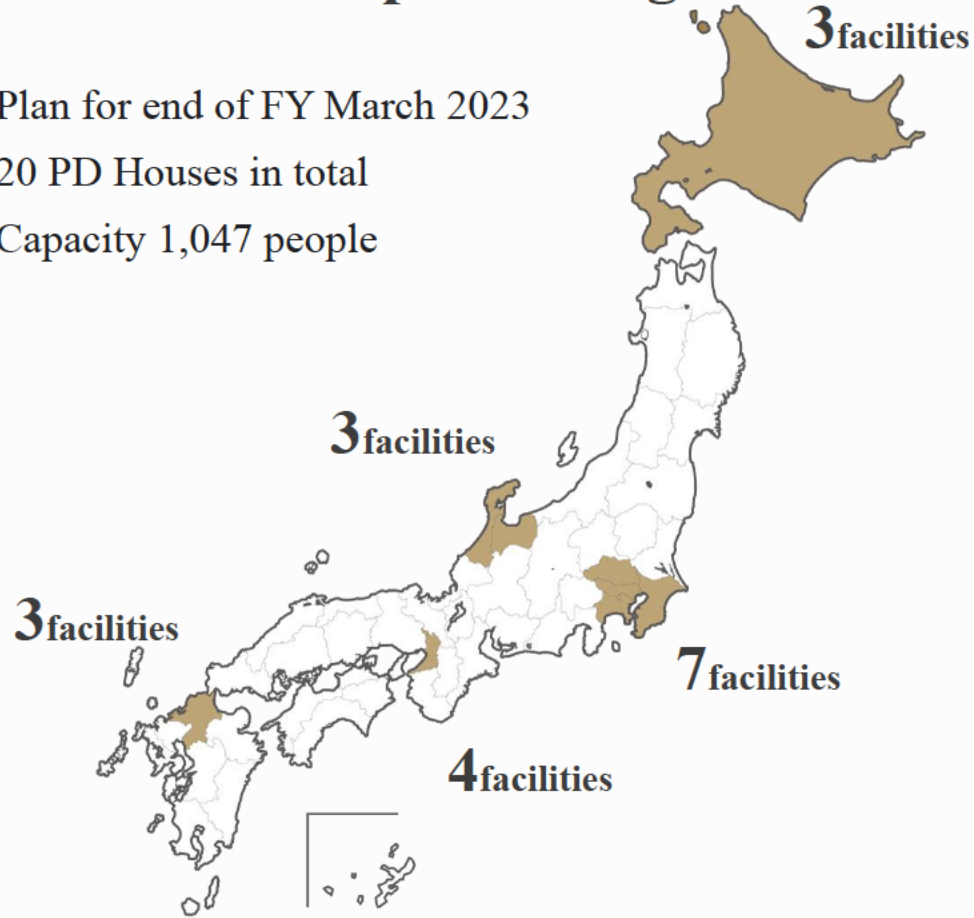 3facilities
Plan for end of FY March 2023
20 PD Houses in total
Capacity 1,047 people
3facilities
3facilities
7facilities
4facilities